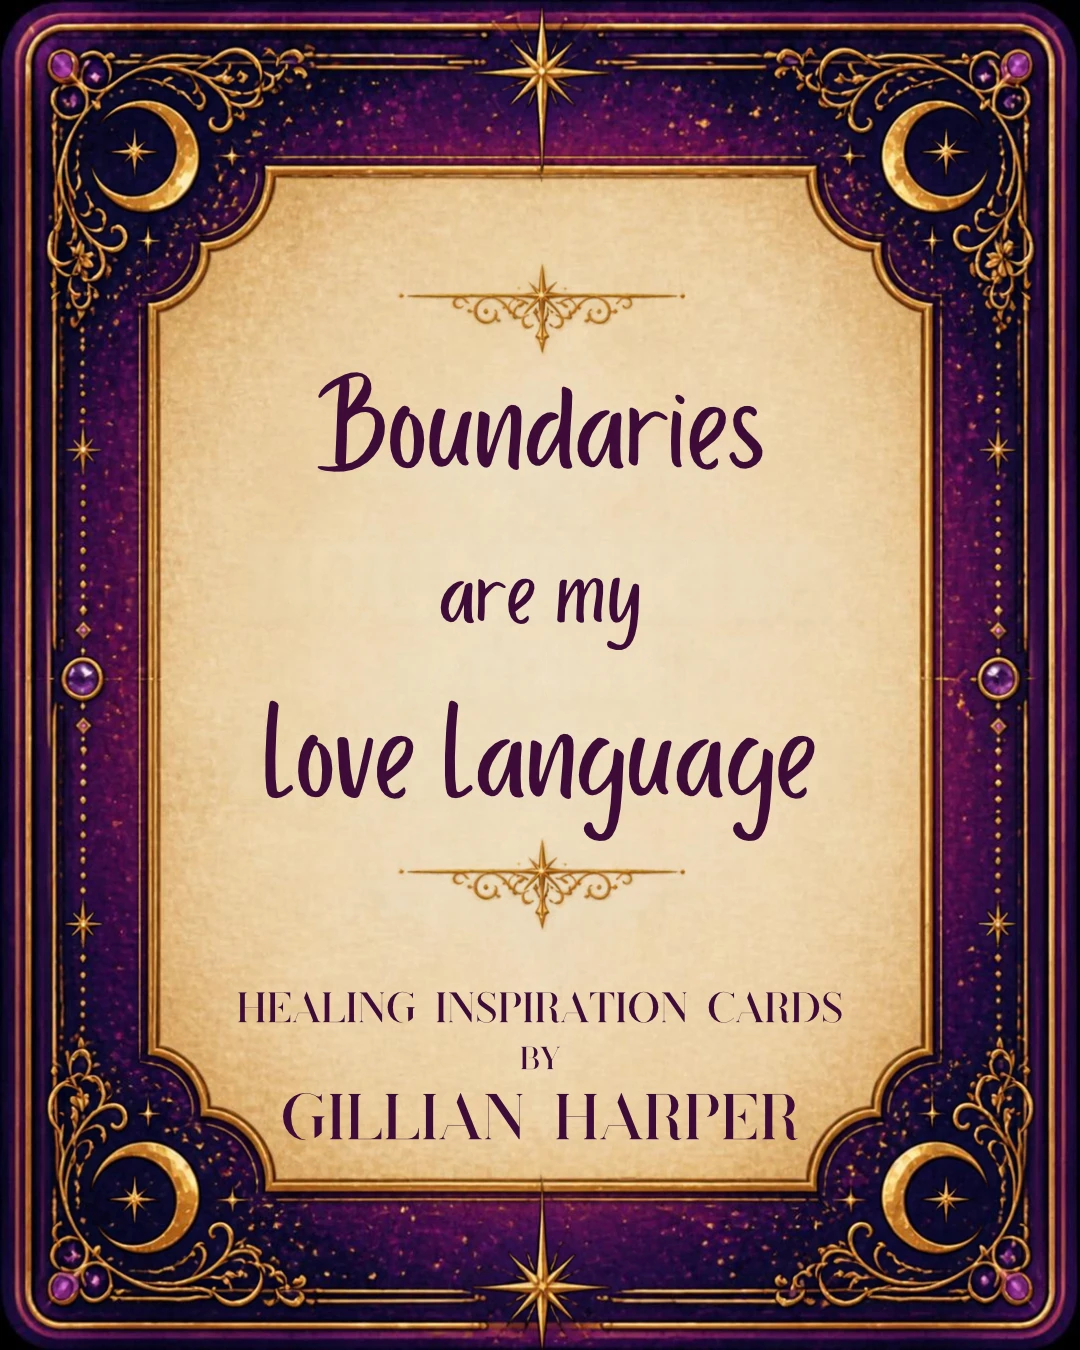 Boundaries
are my
Love Language
HEALING INSPIRATION CARDS
BY
GILLIAN HARPER